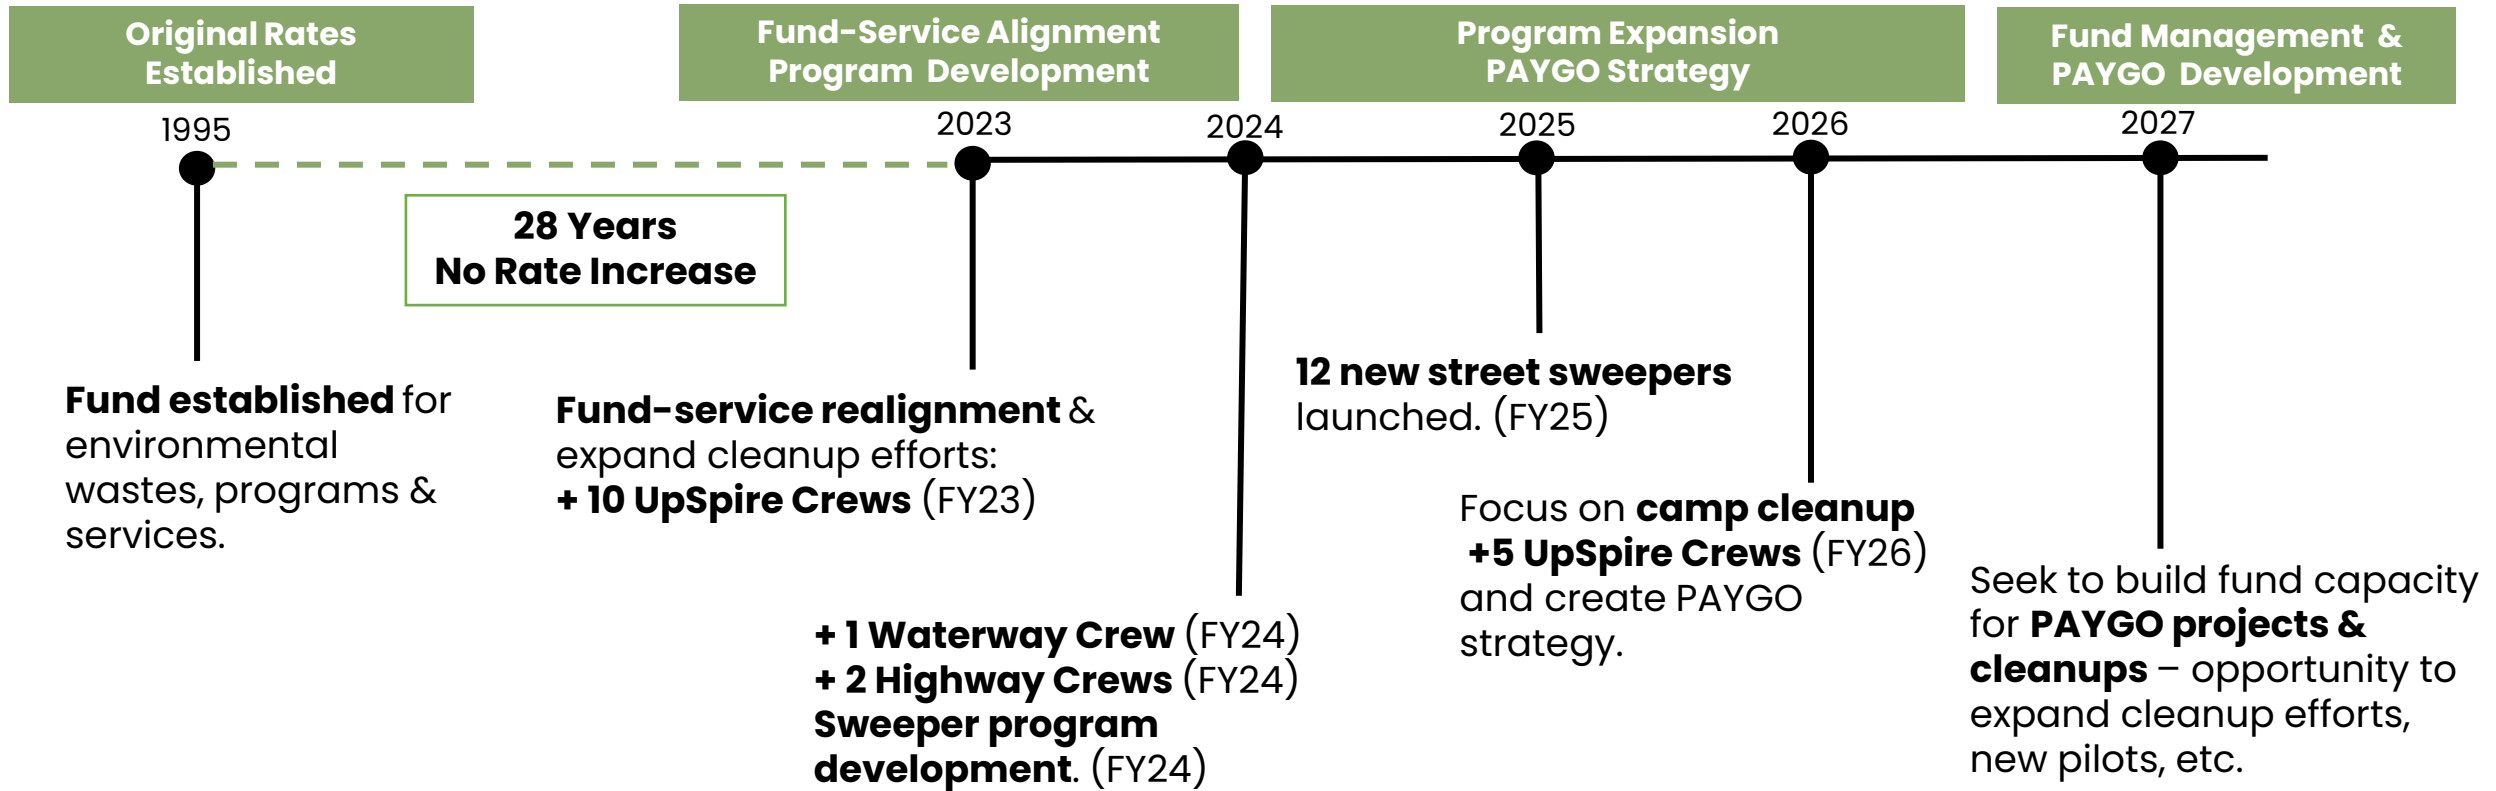 Original Rates
Established
Fund-Service Alignment
Program Development
Program Expansion
PAYGO Strategy
Fund Management &
PAYGO Development
1995
2023
2024
2025
2026
2027
28 Years
No Rate Increase
Fund established for
environmental
wastes, programs &
services.
Fund-service realignment &
expand cleanup efforts:
+ 10 UpSpire Crews (FY23)
+ 1 Waterway Crew (FY24)
+ 2 Highway Crews (FY24)
Sweeper program
development. (FY24)
12 new street sweepers
launched. (FY25)
Focus on camp cleanup
+5 UpSpire Crews (FY26)
and create PAYGO
strategy.
Seek to build fund capacity
for PAYGO projects &
cleanups – opportunity to
expand cleanup efforts,
new pilots, etc.